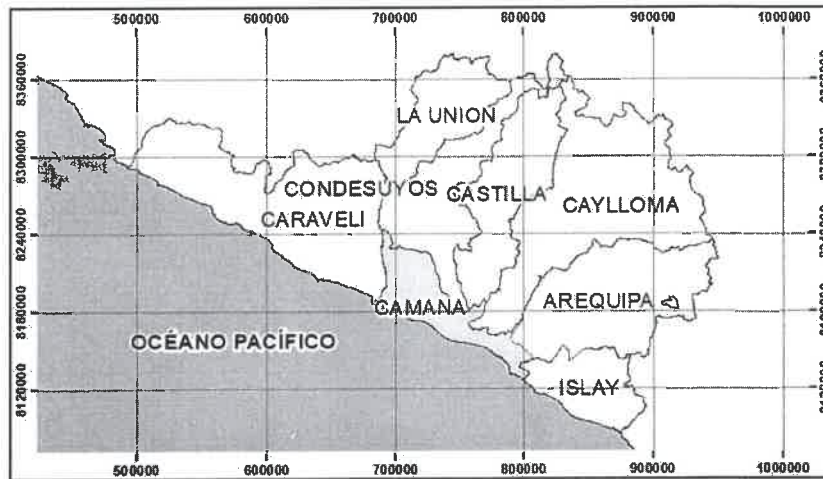 500000 600000 700000 800000 900000 1000000
8360000
LA UNION
8300000
CONDESUYOS
CASTILLA
CARAVELI
CAYLLOMA
8240000
CAMANA
AREQUIPA
8180000
OCÉANO PACÍFICO
ISLAY
8120000
500000 600000 700000 800000 900000 1000000